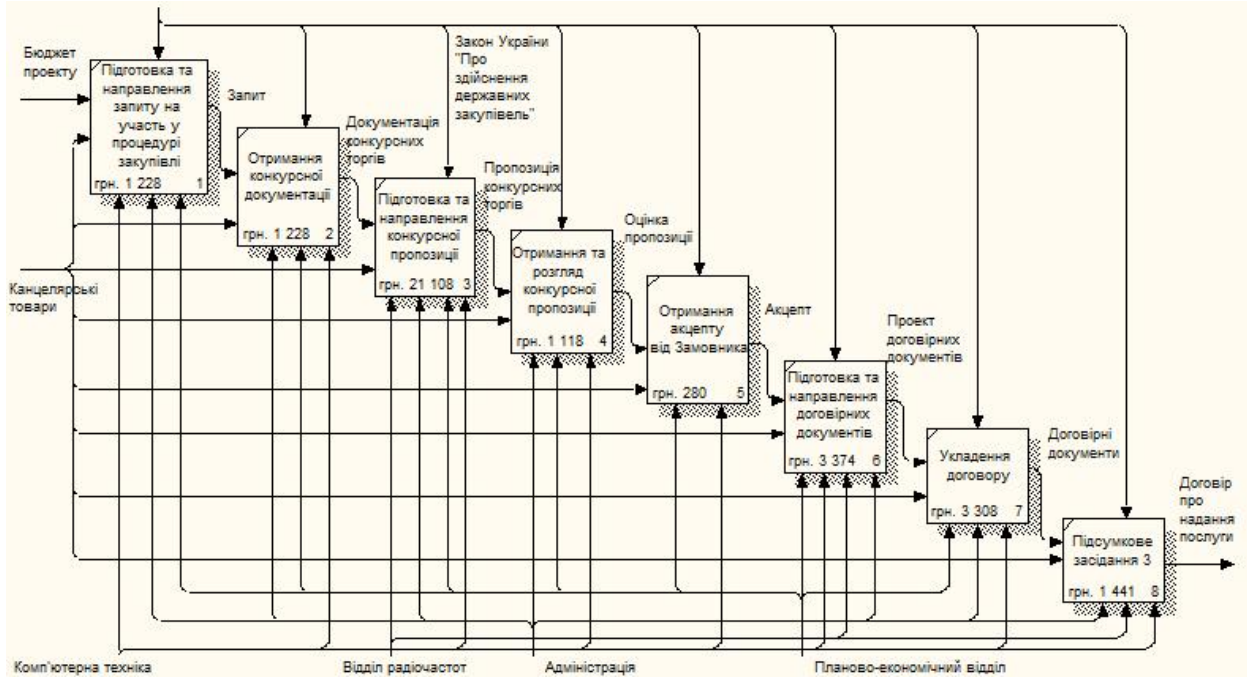 Бюджет
проекту
Підготовка та
направлення
запиту на
участь у
процедурі
закупівлі
грн. 1 228 1
Запит
Закон України
"Про
здійснення
державних
закупівель"
Отримання
конкурсної
документації
грн. 1 228 2
Документація
конкурсних
торгів
Підготовка та
направлення
конкурсної
пропозиції
грн. 21 108 3
Пропозиція
конкурсних
торгів
Отримання та
розгляд
конкурсної
пропозиції
грн. 1 118 4
Оцінка
пропозиції
Канцелярські
товари
Отримання
акцепту
від Замовника
грн. 280 5
Акцепт
Підготовка та
направлення
договірних
документів
грн. 3 374 6
Проект
договірних
документів
Укладення
договору
грн. 3 308 7
Договірні
документи
Підсумкове
засідання 3
грн. 1 441 8
Договір
про
надання
послуги
Комп'ютерна техніка
Відділ радіочастот
Адміністрація
Планово-економічний відділ